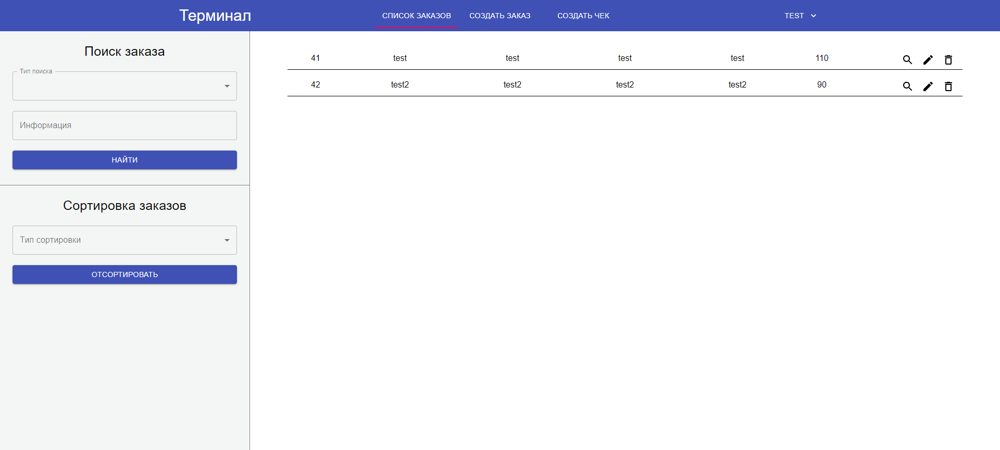 Терминал
СПИСОК ЗАКАЗОВ СОЗДАТЬ ЗАКАЗ СОЗДАТЬ ЧЕК
TEST
Поиск заказа
Тип поиска
Информация
НАЙТИ
Сортировка заказов
Тип сортировки
ОТСОРТИРОВАТЬ
41 test test test test 110
42 test2 test2 test2 test2 90